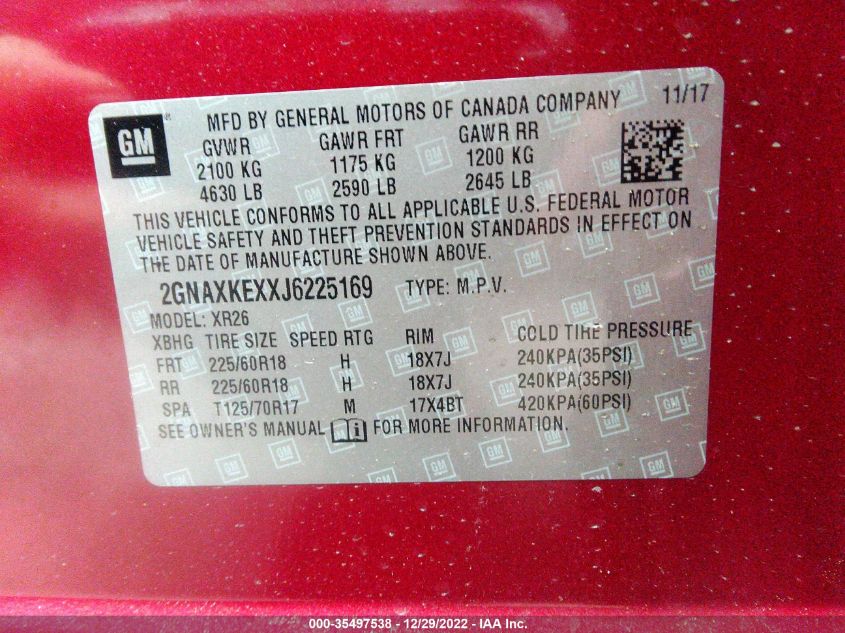 GM
MFD BY GENERAL MOTORS OF CANADA COMPANY 11/17
GVWR GAWR FRT GAWR RR
2100 KG 1175 KG 1200 KG
4630 LB 2590 LB 2645 LB
THIS VEHICLE CONFORMS TO ALL APPLICABLE U.S. FEDERAL MOTOR
VEHICLE SAFETY AND THEFT PREVENTION STANDARDS IN EFFECT ON
THE DATE OF MANUFACTURE SHOWN ABOVE.
2GNAXKEXXJ6225169 TYPE: M.P.V.
MODEL: XR26
XBHG TIRE SIZE SPEED RTG RIM COLD TIRE PRESSURE
FRT 225/60R18 H 18X7J 240KPA(35PSI)
RR 225/60R18 H 18X7J 240KPA(35PSI)
SPA T125/70R17 M 17X4BT 420KPA(60PSI)
SEE OWNER'S MANUAL FOR MORE INFORMATION.
000-35497538 - 12/29/2022 - IAA Inc.